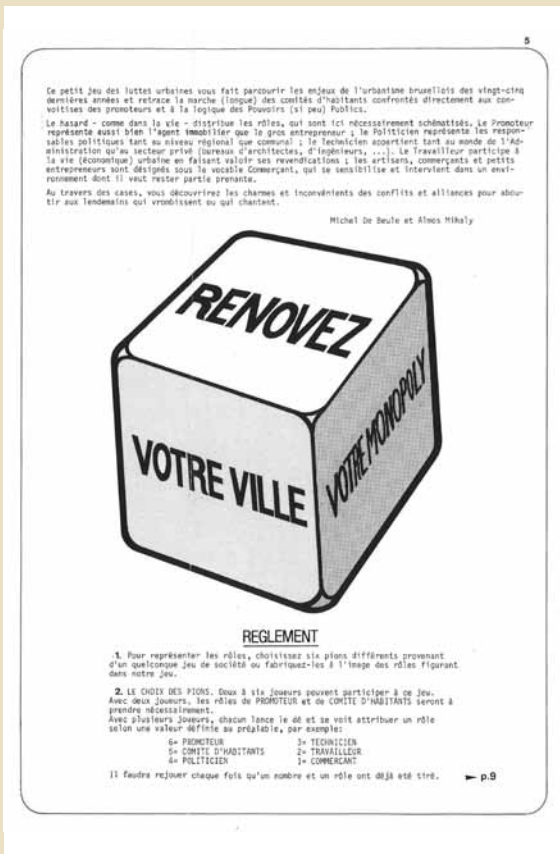 5
Ce petit jeu des luttes urbaines vous fait parcourir les enjeux de l'urbanisme bruxellois des vingt-cinq
dernières années et retrace la marche (longue) des comités d'habitants confrontés directement aux con-
voitises des promoteurs et à la logique des Pouvoirs (si peu) Publics.
Le hasard - comme dans la vie - distribue les rôles, qui sont ici nécessairement schématisés. Le Promoteur
représente aussi bien l'agent immobilier que le gros entrepreneur ; le Politicien représente les respon-
sables politiques tant au niveau régional que communal ; le Technicien appartient tant au monde de l'Ad-
ministration qu'au secteur privé (bureaux d'architectes, d'ingénieurs, ...). Le Travailleur participe à
la vie (économique) urbaine en faisant valoir ses revendications ; les artisans, commerçants et petits
entrepreneurs sont désignés sous le vocable Commerçant, qui se sensibilise et intervient dans un envi-
ronnement dont il veut rester partie prenante.
Au travers des cases, vous découvrirez les charmes et inconvénients des conflits et alliances pour abou-
tir aux lendemains qui vrombissent ou qui chantent.
Michel De Beule et Almos Mihaly
RENOVEZ
VOTRE VILLE
VOTRE MONOPOLY
REGLEMENT
1. Pour représenter les rôles, choisissez six pions différents provenant
d'un quelconque jeu de société ou fabriquez-les à l'image des rôles figurant
dans notre jeu.
2. LE CHOIX DES PIONS. Deux à six joueurs peuvent participer à ce jeu.
Avec deux joueurs, les rôles de PROMOTEUR et de COMITE D'HABITANTS seront à
prendre nécessairement.
Avec plusieurs joueurs, chacun lance le dé et se voit attribuer un rôle
selon une valeur définie au préalable, par exemple:
6= PROMOTEUR 3= TECHNICIEN
5= COMITE D'HABITANTS 2= TRAVAILLEUR
4= POLITICIEN 1= COMMERCANT
Il faudra rejouer chaque fois qu'un nombre et un rôle ont déjà été tiré.
► p.9